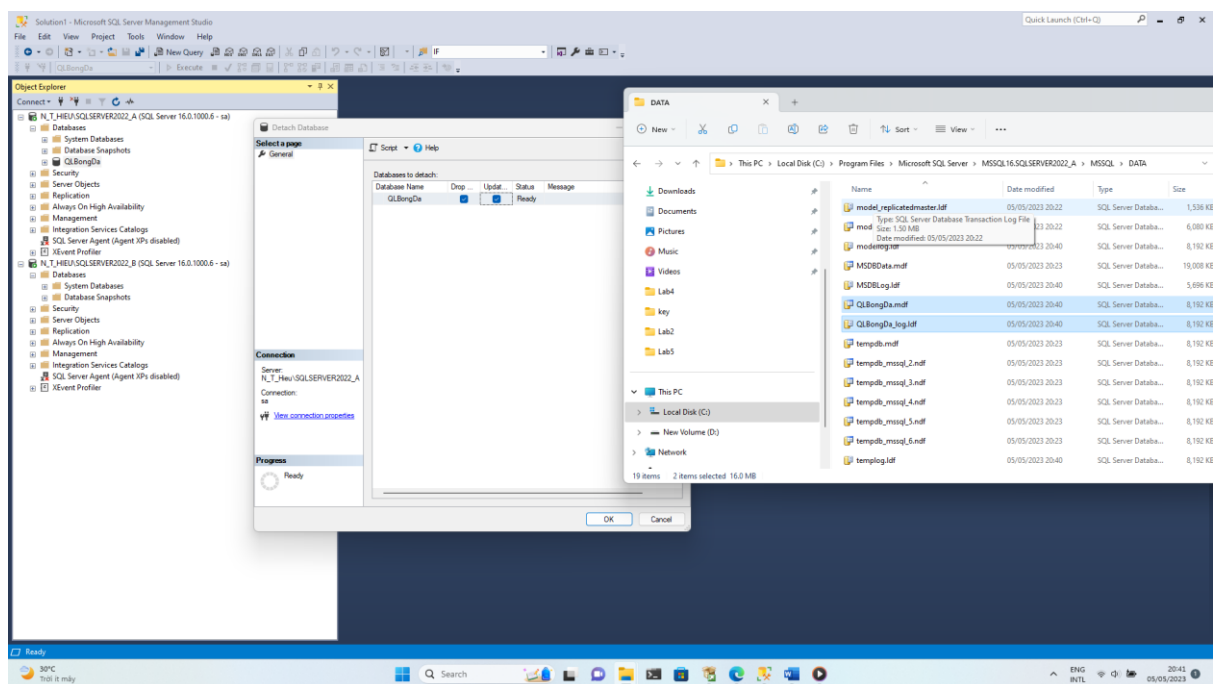 Solution1 - Microsoft SQL Server Management Studio
Quick Launch (Ctrl+Q)
File Edit View Project Tools Window Help
New Query
IF
QLBongDa
Execute
Object Explorer
Connect
N_T_HIEU\SQLSERVER2022_A (SQL Server 16.0.1000.6 - sa)
Databases
System Databases
Database Snapshots
QLBongDa
Security
Server Objects
Replication
Always On High Availability
Management
Integration Services Catalogs
SQL Server Agent (Agent XPs disabled)
XEvent Profiler
N_T_HIEU\SQLSERVER2022_B (SQL Server 16.0.1000.6 - sa)
Databases
System Databases
Database Snapshots
Security
Server Objects
Replication
Always On High Availability
Management
Integration Services Catalogs
SQL Server Agent (Agent XPs disabled)
XEvent Profiler
Detach Database
Select a page
General
Script Help
Databases to detach:
Database Name Drop ... Updat... Status Message
QLBongDa Ready
Connection
Server:
N_T_Hieu\SQLSERVER2022_A
Connection:
sa
View connection properties
Progress
Ready
OK Cancel
DATA
New Sort View
This PC > Local Disk (C:) > Program Files > Microsoft SQL Server > MSSQL16.SQLSERVER2022_A > MSSQL > DATA
Downloads
Documents
Pictures
Music
Videos
Lab4
key
Lab2
Lab5
This PC
Local Disk (C:)
New Volume (D:)
Network
Name Date modified Type Size
model_replicatedmaster.ldf 05/05/2023 20:22 SQL Server Databa... 1,536 KB
mod 23 20:22 SQL Server Databa... 6,080 KB
Type: SQL Server Database Transaction Log File
Size: 1.50 MB
Date modified: 05/05/2023 20:22
modellog.ldf 05/05/2023 20:40 SQL Server Databa... 8,192 KB
MSDBData.mdf 05/05/2023 20:23 SQL Server Databa... 19,008 KB
MSDBLog.ldf 05/05/2023 20:40 SQL Server Databa... 5,696 KB
QLBongDa.mdf 05/05/2023 20:40 SQL Server Databa... 8,192 KB
QLBongDa_log.ldf 05/05/2023 20:40 SQL Server Databa... 8,192 KB
tempdb.mdf 05/05/2023 20:23 SQL Server Databa... 8,192 KB
tempdb_mssql_2.ndf 05/05/2023 20:23 SQL Server Databa... 8,192 KB
tempdb_mssql_3.ndf 05/05/2023 20:23 SQL Server Databa... 8,192 KB
tempdb_mssql_4.ndf 05/05/2023 20:23 SQL Server Databa... 8,192 KB
tempdb_mssql_5.ndf 05/05/2023 20:23 SQL Server Databa... 8,192 KB
tempdb_mssql_6.ndf 05/05/2023 20:23 SQL Server Databa... 8,192 KB
templog.ldf 05/05/2023 20:40 SQL Server Databa... 8,192 KB
19 items 2 items selected 16.0 MB
Ready
30°C
Trời ít mây
Search
ENG
INTL
20:41
05/05/2023